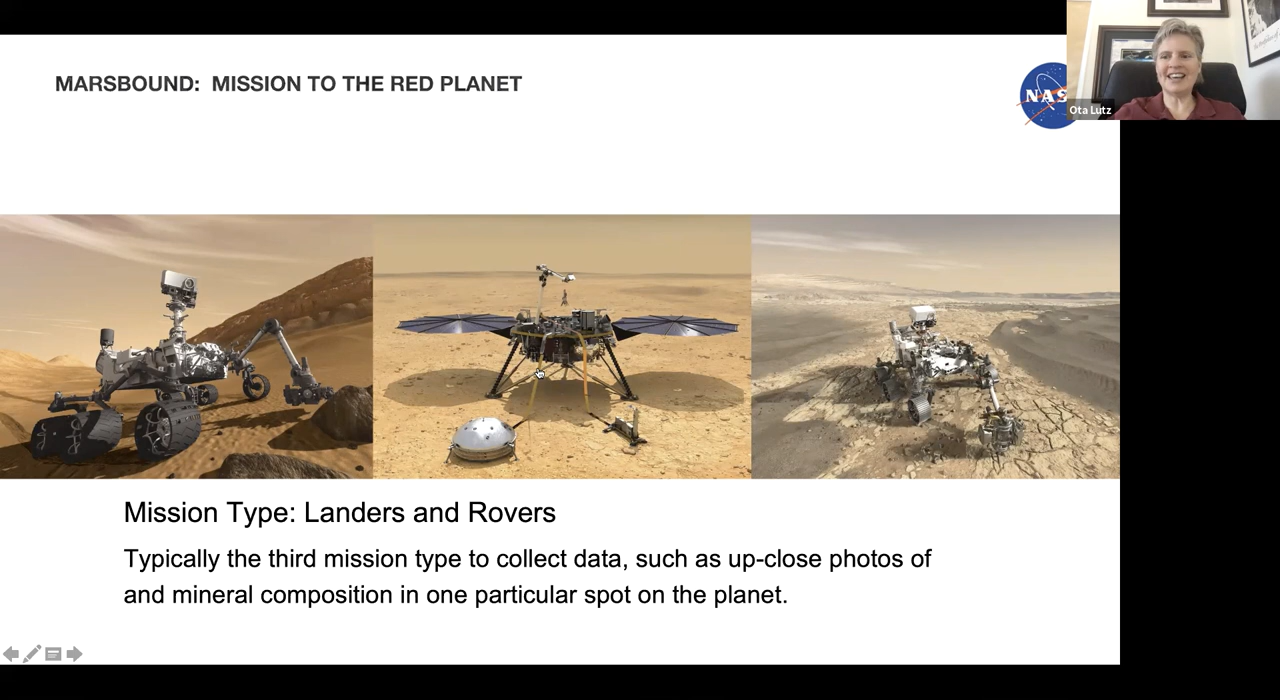 MARSBOUND: MISSION TO THE RED PLANET
NAS
Ota Lutz
Mission Type: Landers and Rovers
Typically the third mission type to collect data, such as up-close photos of
and mineral composition in one particular spot on the planet.